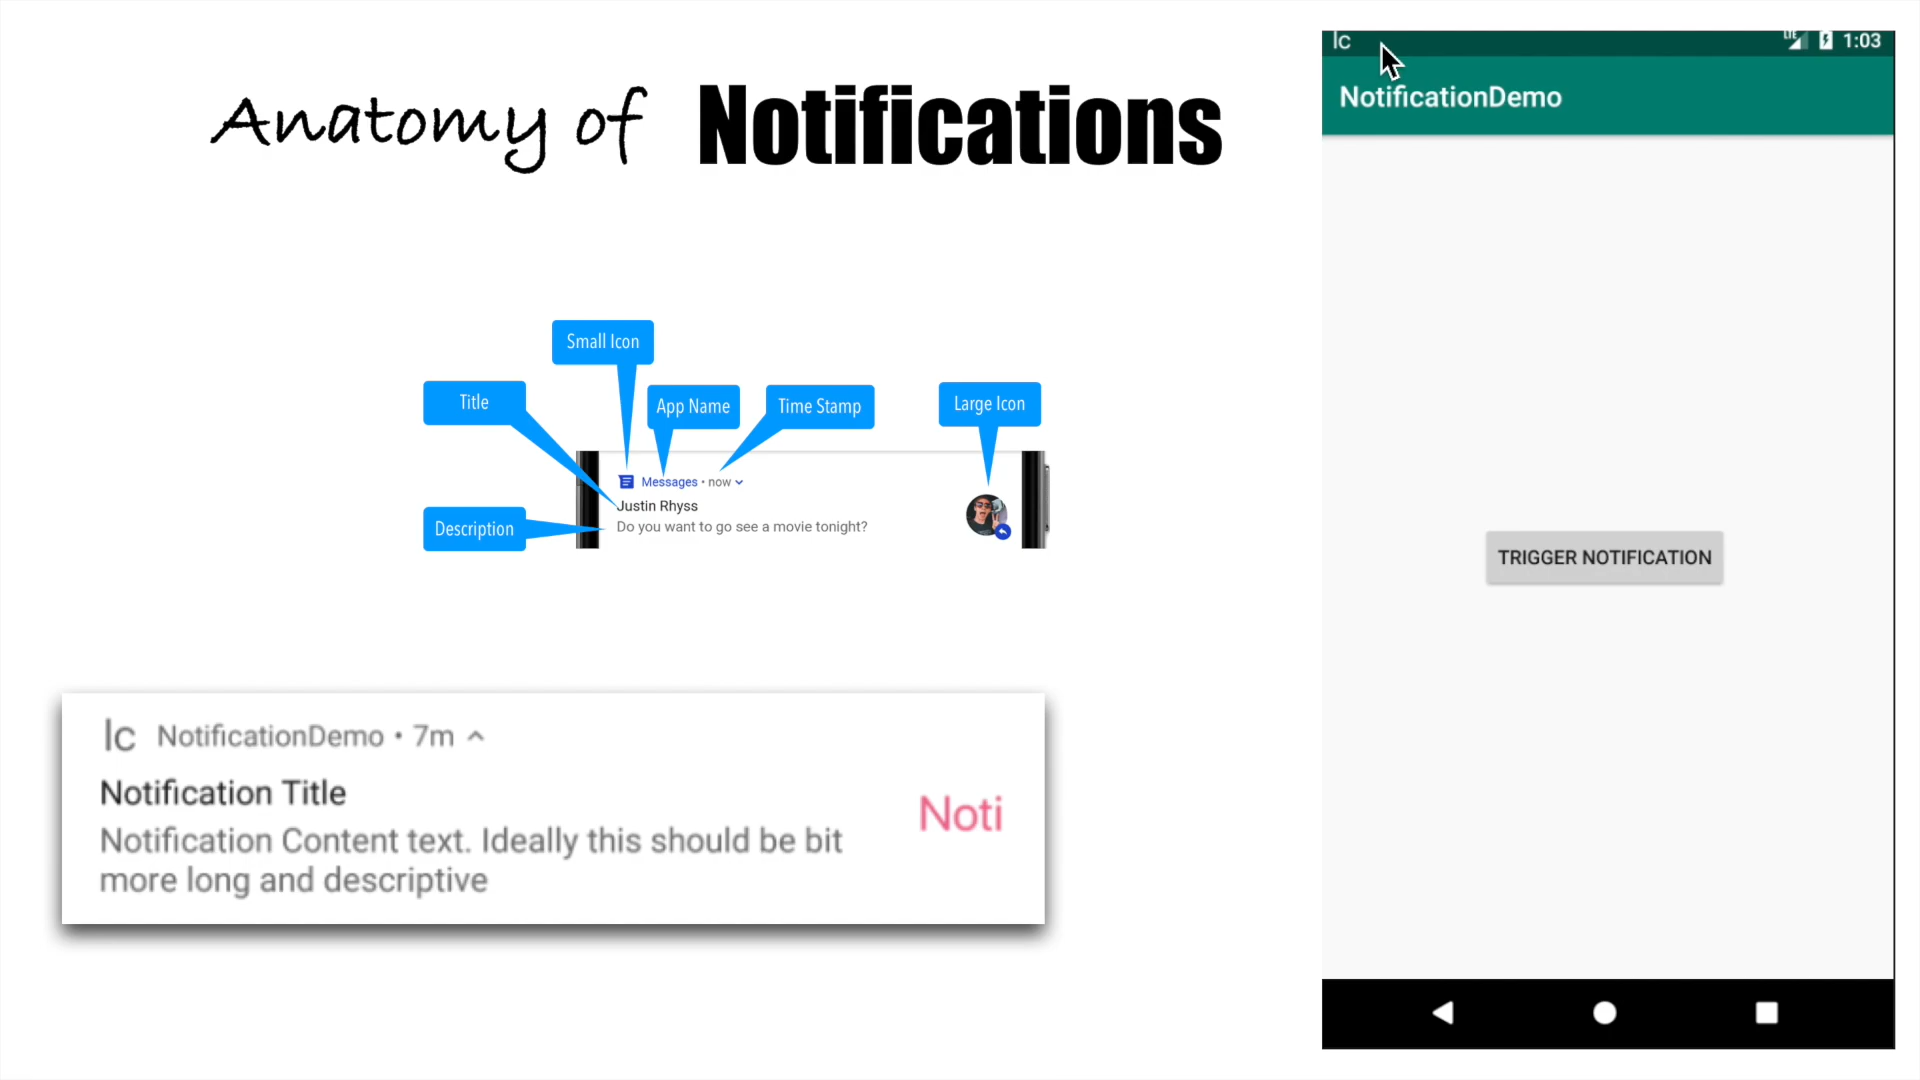 Anatomy of Notifications
Small Icon
Title
App Name
Time Stamp
Large Icon
Messages • now
Justin Rhyss
Do you want to go see a movie tonight?
Description
lc NotificationDemo • 7m
Notification Title
Notification Content text. Ideally this should be bit
more long and descriptive
Noti
lc
LTE
1:03
NotificationDemo
TRIGGER NOTIFICATION